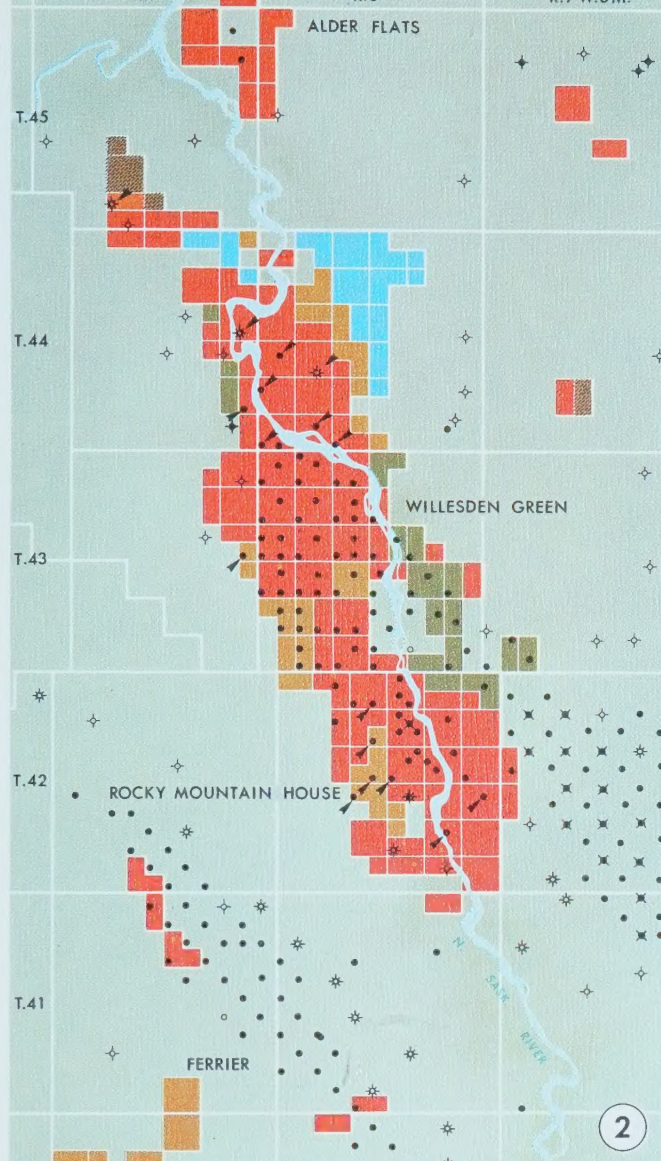 ALDER FLATS
T.45
T.44
WILLESDEN GREEN
T.43
T.42
ROCKY MOUNTAIN HOUSE
N. SASK RIVER
T.41
FERRIER
2